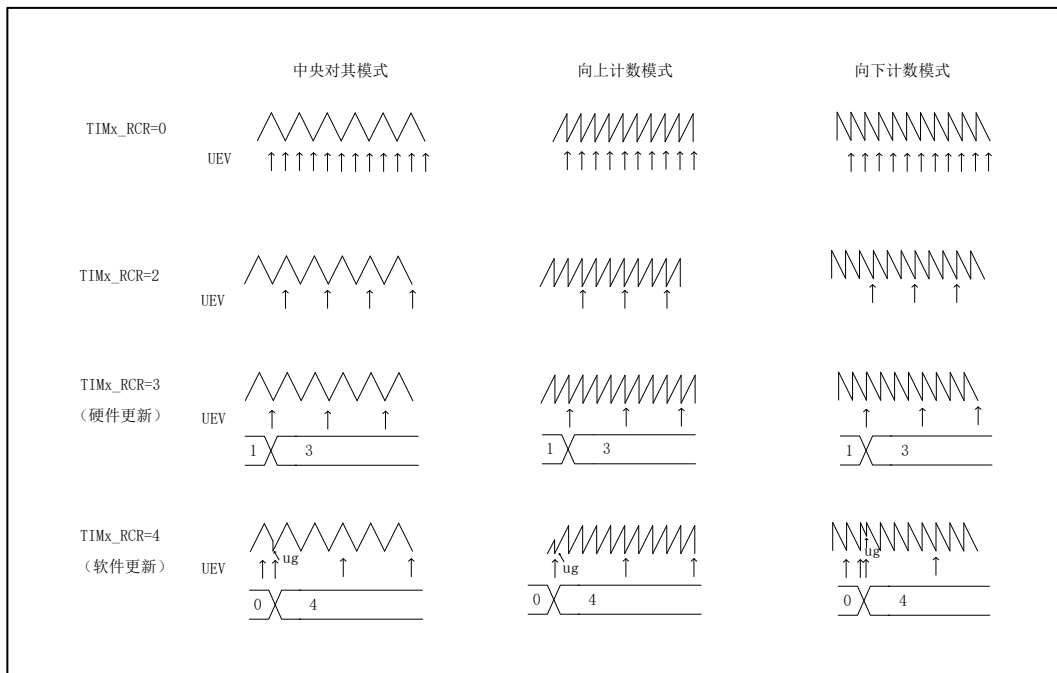 中央对其模式 向上计数模式 向下计数模式
TIMx_RCR=0
UEV
TIMx_RCR=2
UEV
TIMx_RCR=3
（硬件更新） UEV
1 3 1 3 1 3
TIMx_RCR=4
ug ug ug
（软件更新） UEV
0 4 0 4 0 4